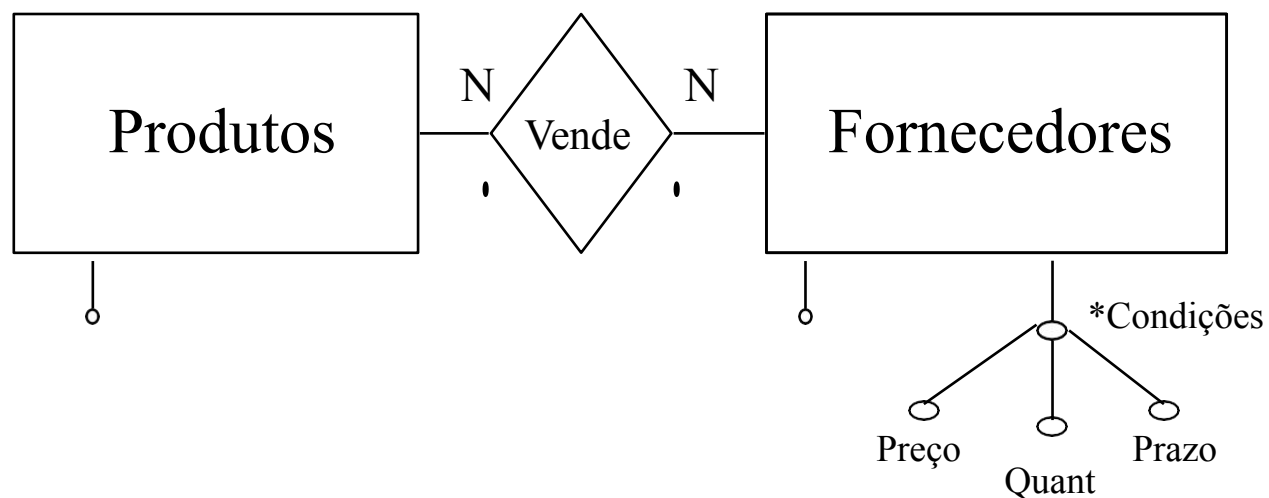 N
N
Produtos
Vende
Fornecedores
*Condições
Preço
Prazo
Quant